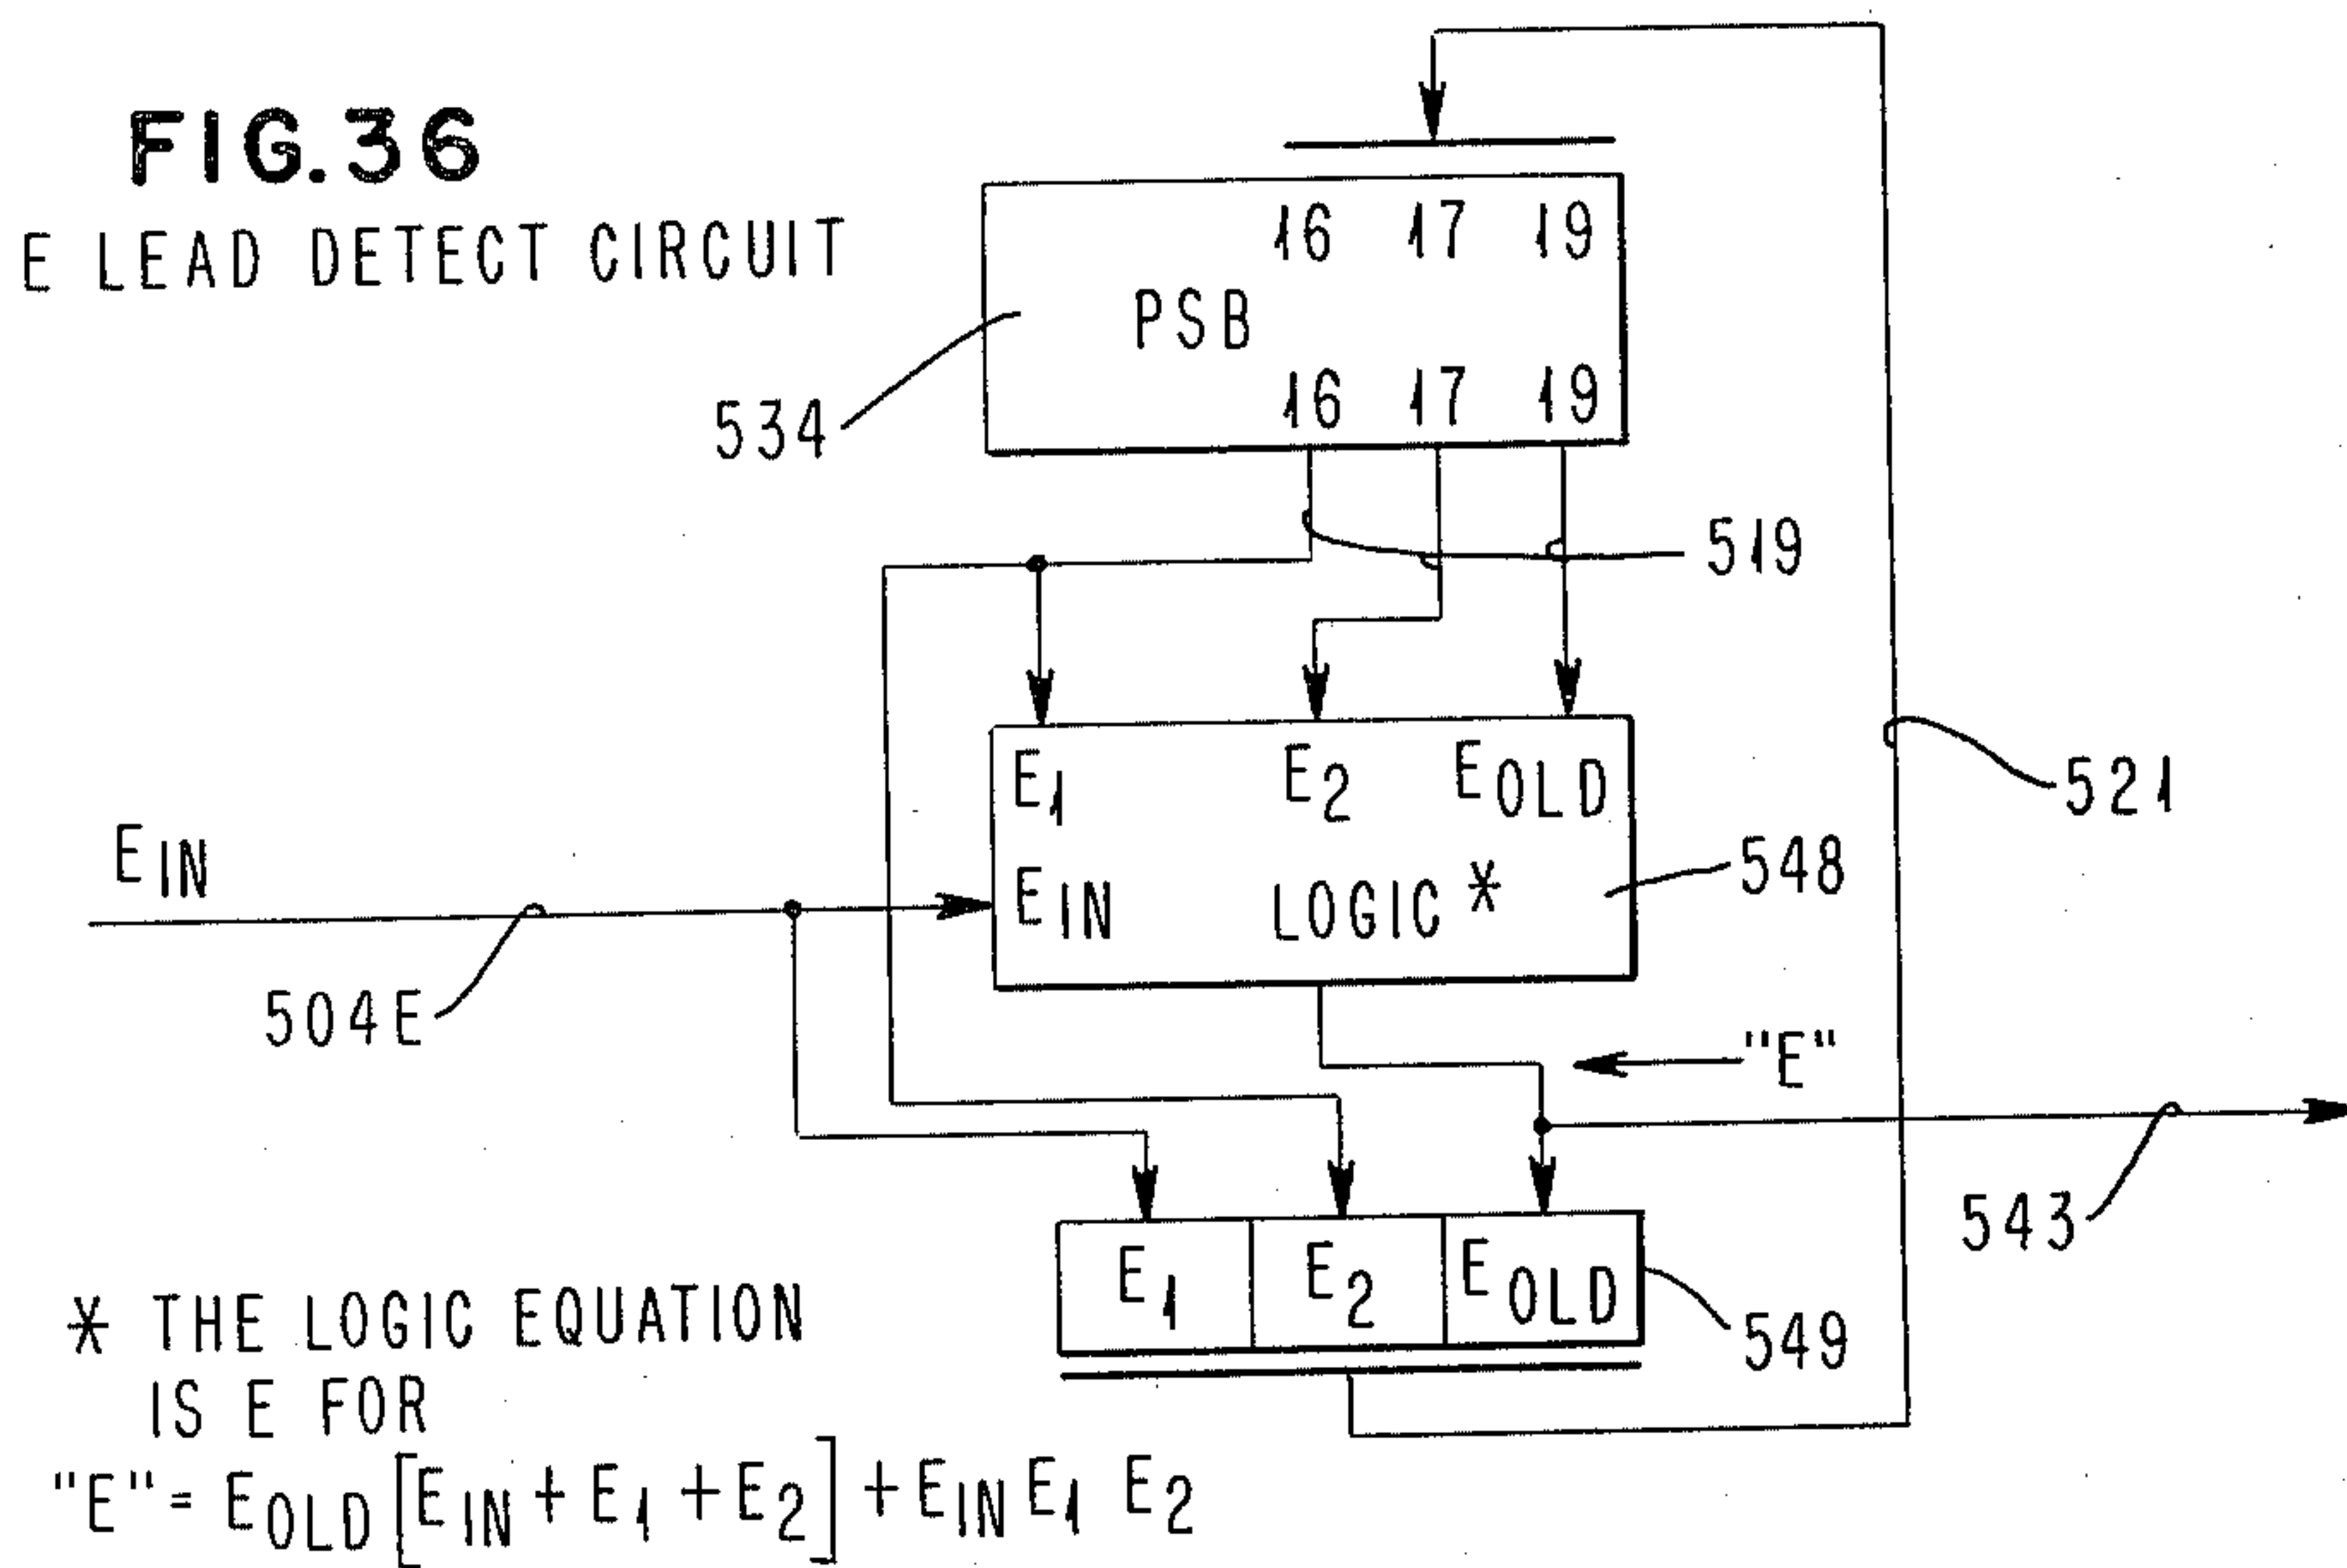 FIG.36
E LEAD DETECT CIRCUIT
16 17 19
PSB
16 17 19
534
519
E1 E2 EOLD
EIN LOGIC *
EIN
504E
548
521
"E"
543
E1 E2 EOLD
549
* THE LOGIC EQUATION
IS E FOR
"E" = EOLD [EIN + E1 + E2] + EIN E1 E2